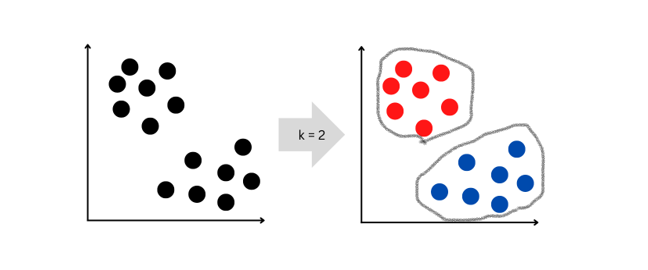 k = 2